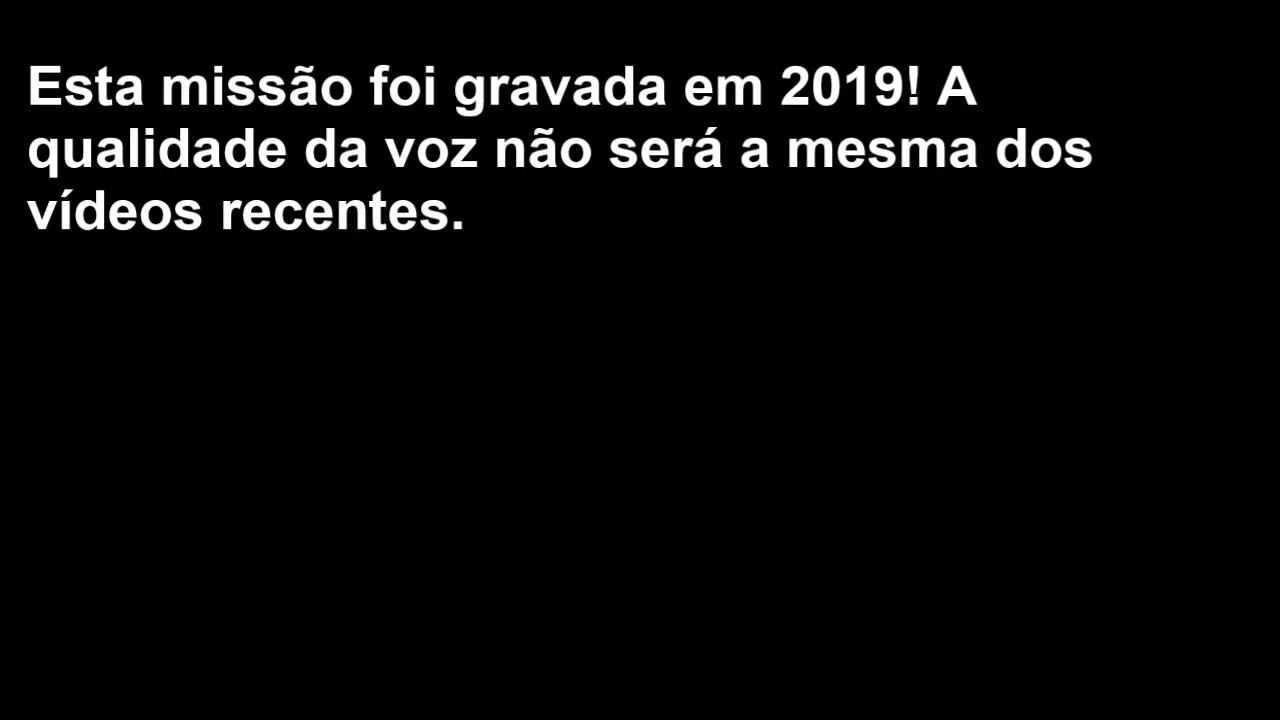 Esta missão foi gravada em 2019! A
qualidade da voz não será a mesma dos
vídeos recentes.